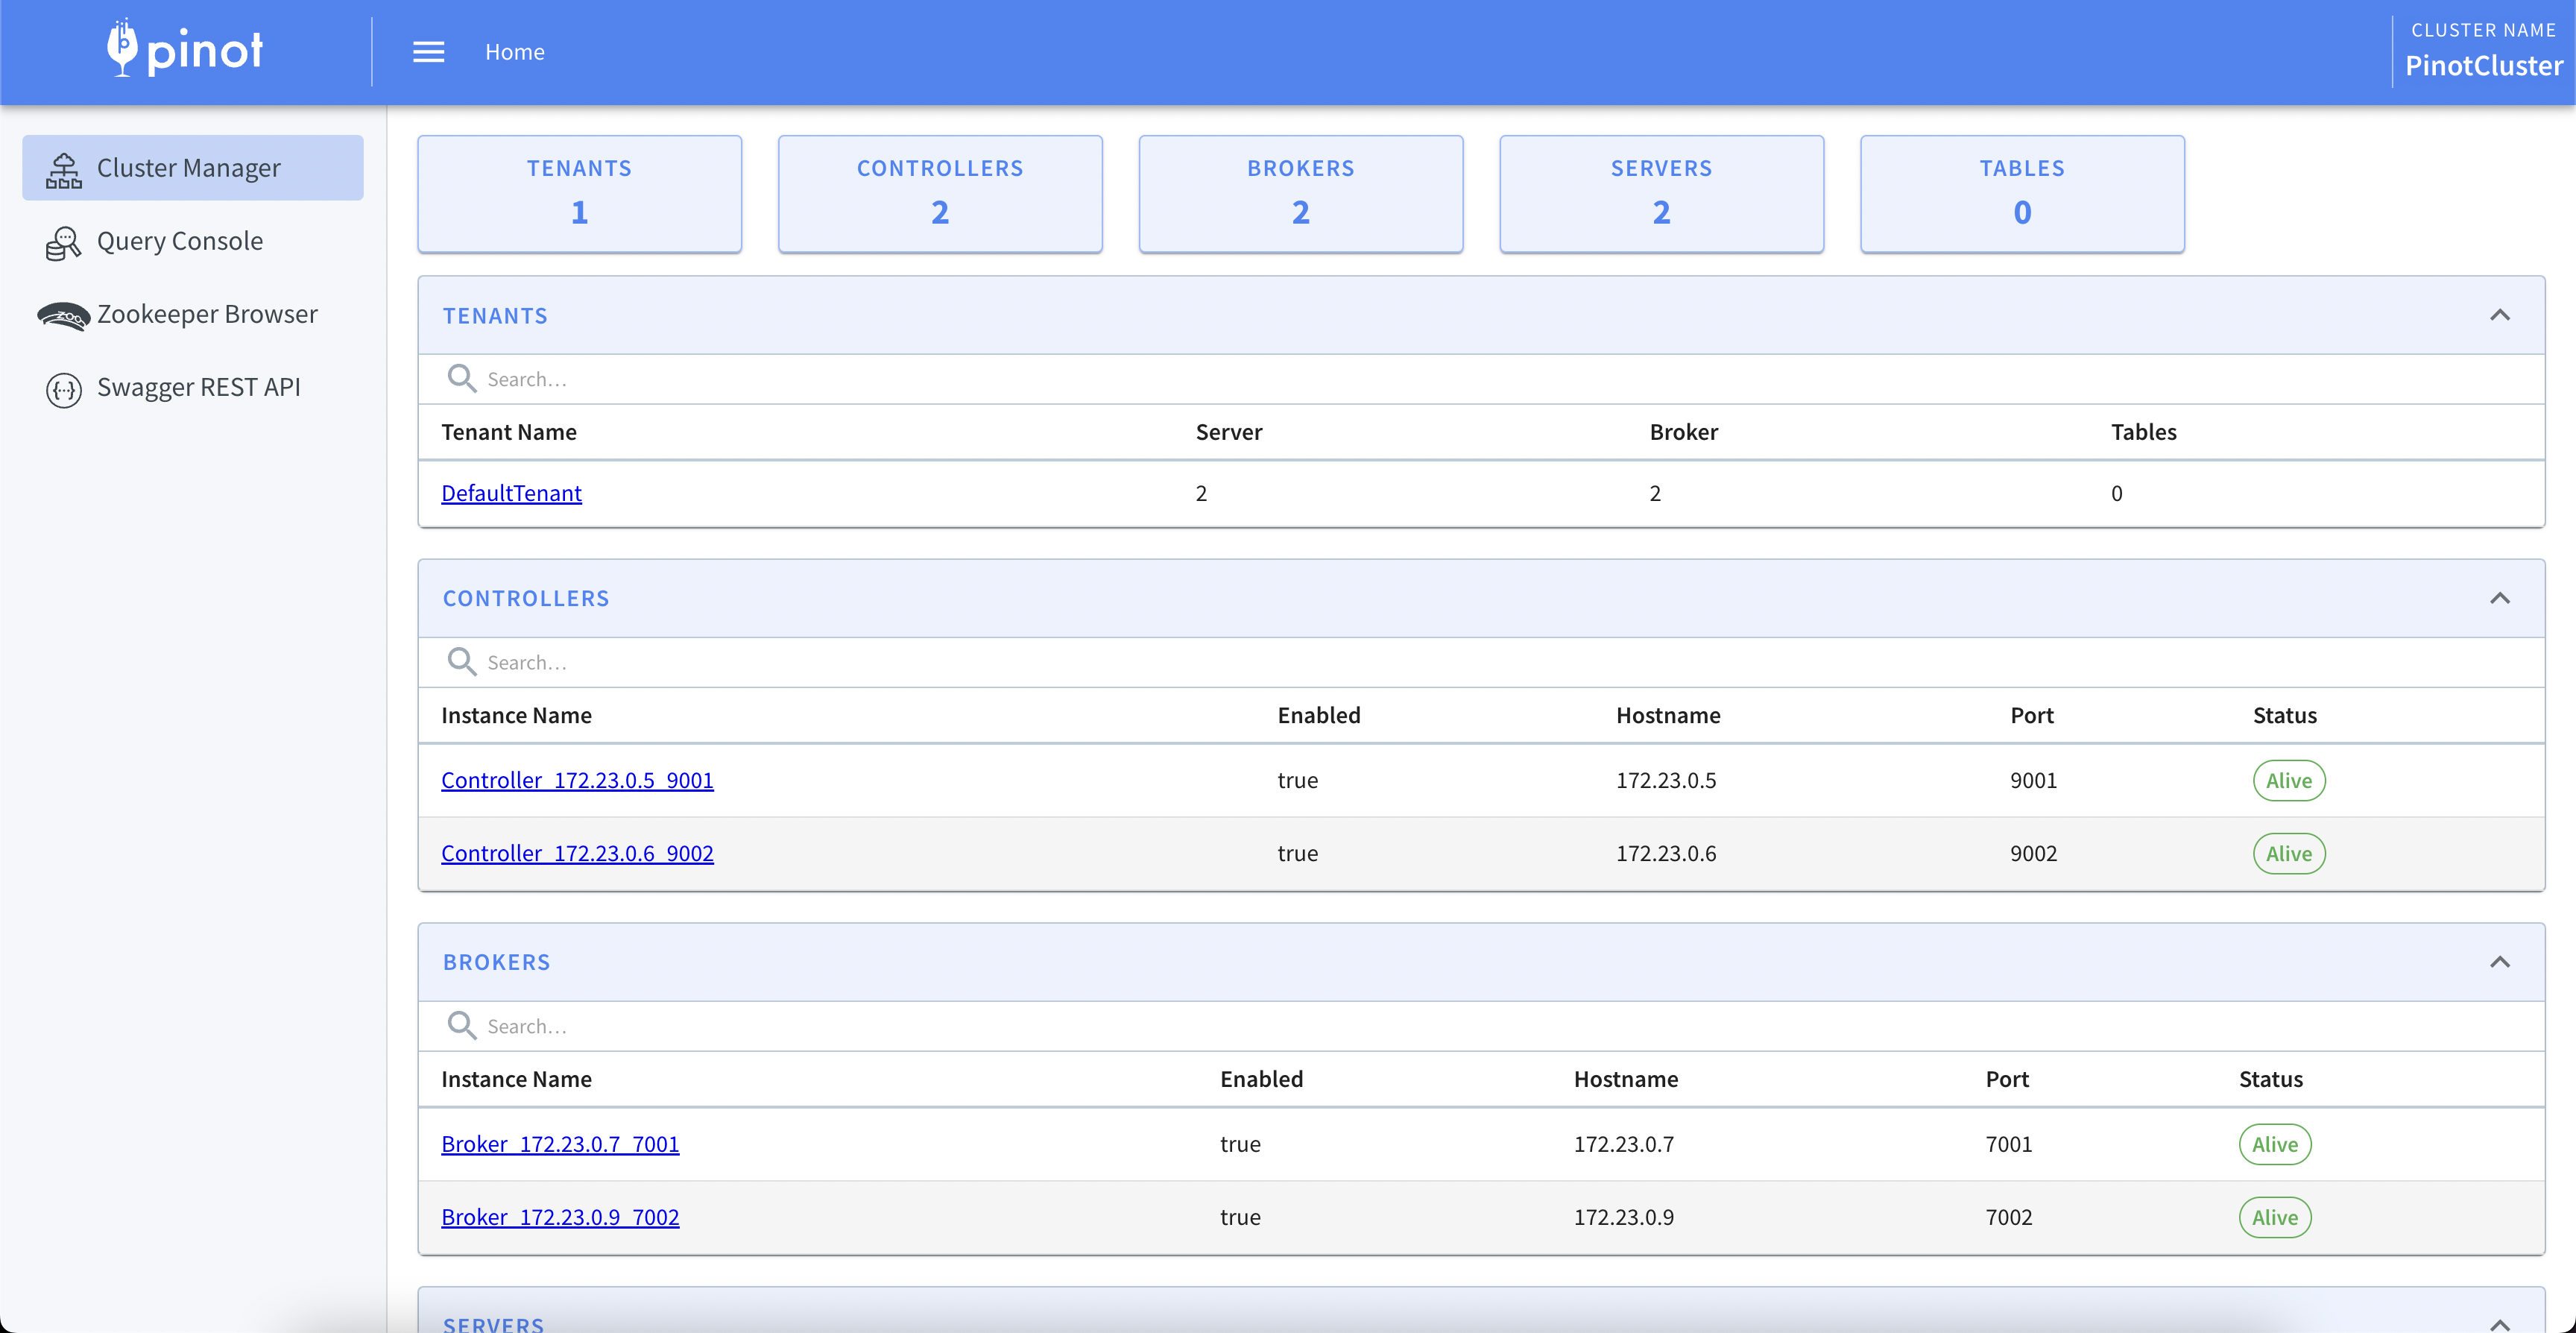 pinot
Home
CLUSTER NAME
PinotCluster
Cluster Manager
Query Console
Zookeeper Browser
Swagger REST API
TENANTS
1
CONTROLLERS
2
BROKERS
2
SERVERS
2
TABLES
0
TENANTS
Search...
Tenant Name Server Broker Tables
DefaultTenant 2 2 0
CONTROLLERS
Search...
Instance Name Enabled Hostname Port Status
Controller_172.23.0.5_9001 true 172.23.0.5 9001 Alive
Controller_172.23.0.6_9002 true 172.23.0.6 9002 Alive
BROKERS
Search...
Instance Name Enabled Hostname Port Status
Broker_172.23.0.7_7001 true 172.23.0.7 7001 Alive
Broker_172.23.0.9_7002 true 172.23.0.9 7002 Alive
SERVERS